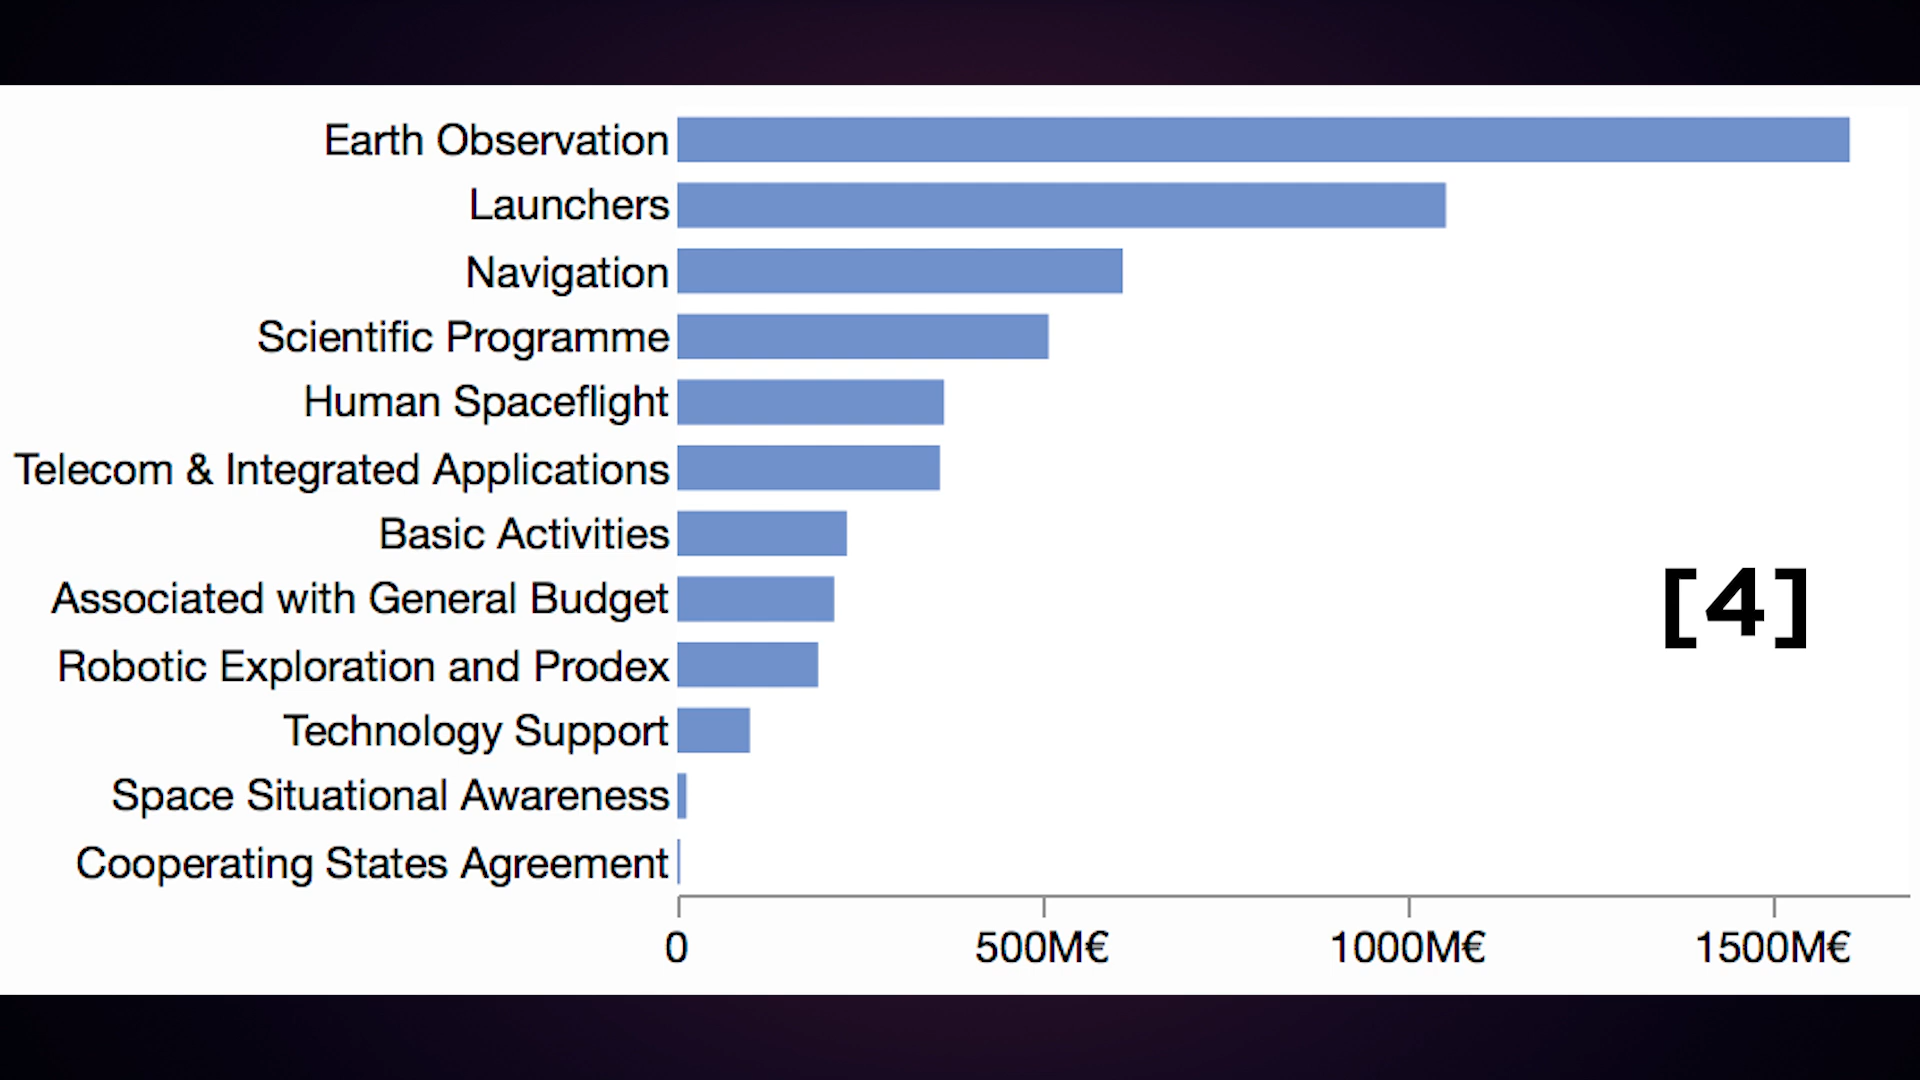 Earth Observation
Launchers
Navigation
Scientific Programme
Human Spaceflight
Telecom & Integrated Applications
Basic Activities
Associated with General Budget
[4]
Robotic Exploration and Prodex
Technology Support
Space Situational Awareness
Cooperating States Agreement
0 500M€ 1000M€ 1500M€